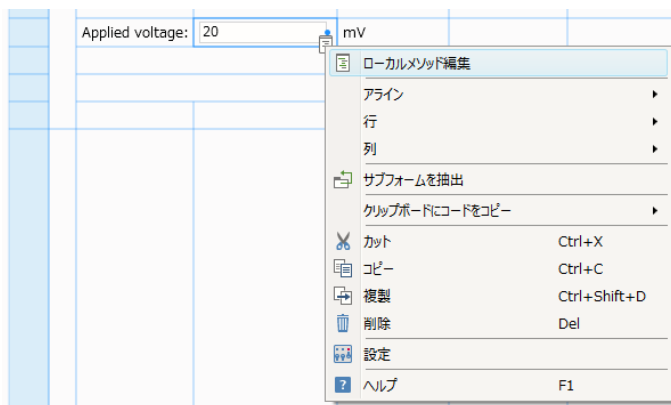 Applied voltage: 20 mV
ローカルメソッド編集
アライン
行
列
サブフォームを抽出
クリップボードにコードをコピー
カット Ctrl+X
コピー Ctrl+C
複製 Ctrl+Shift+D
削除 Del
設定
ヘルプ F1